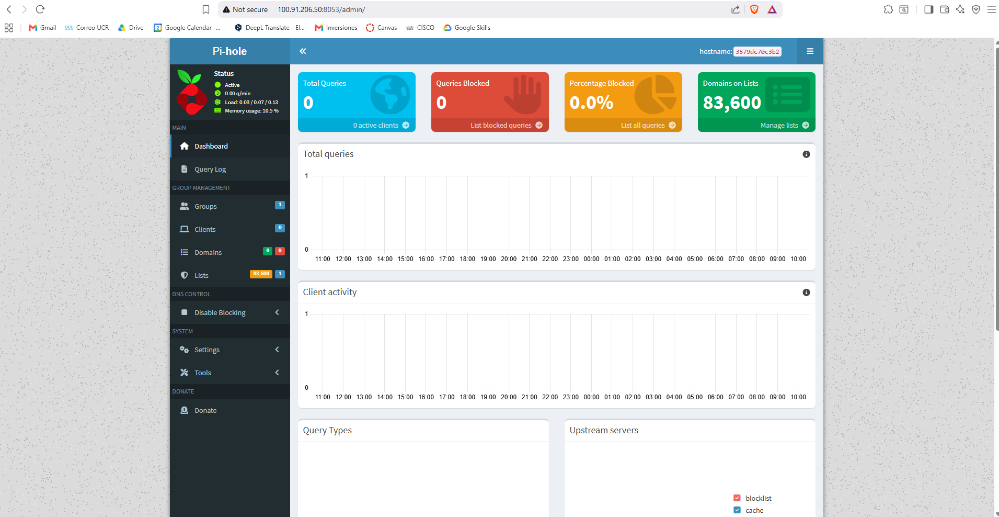 Not secure 100.91.206.50:8053/admin/
Gmail UCR Correo UCR Drive 2 Google Calendar -... DeepL Translate - El... Inversiones Canvas CISCO Google Skills
Pi-hole
hostname: 3579dc70c3b2
Status
Active
0.00 q/min
Load: 0.03 / 0.07 / 0.13
Memory usage: 10.5 %
MAIN
Dashboard
Query Log
GROUP MANAGEMENT
Groups 1
Clients 0
Domains 0 0
Lists 83,600 1
DNS CONTROL
Disable Blocking
SYSTEM
Settings
Tools
DONATE
Donate
Total Queries
0
0 active clients
Queries Blocked
0
List blocked queries
Percentage Blocked
0.0%
List all queries
Domains on Lists
83,600
Manage lists
Total queries
1
0
11:00 12:00 13:00 14:00 15:00 16:00 17:00 18:00 19:00 20:00 21:00 22:00 23:00 00:00 01:00 02:00 03:00 04:00 05:00 06:00 07:00 08:00 09:00 10:00
Client activity
1
0
11:00 12:00 13:00 14:00 15:00 16:00 17:00 18:00 19:00 20:00 21:00 22:00 23:00 00:00 01:00 02:00 03:00 04:00 05:00 06:00 07:00 08:00 09:00 10:00
Query Types
Upstream servers
blocklist
cache